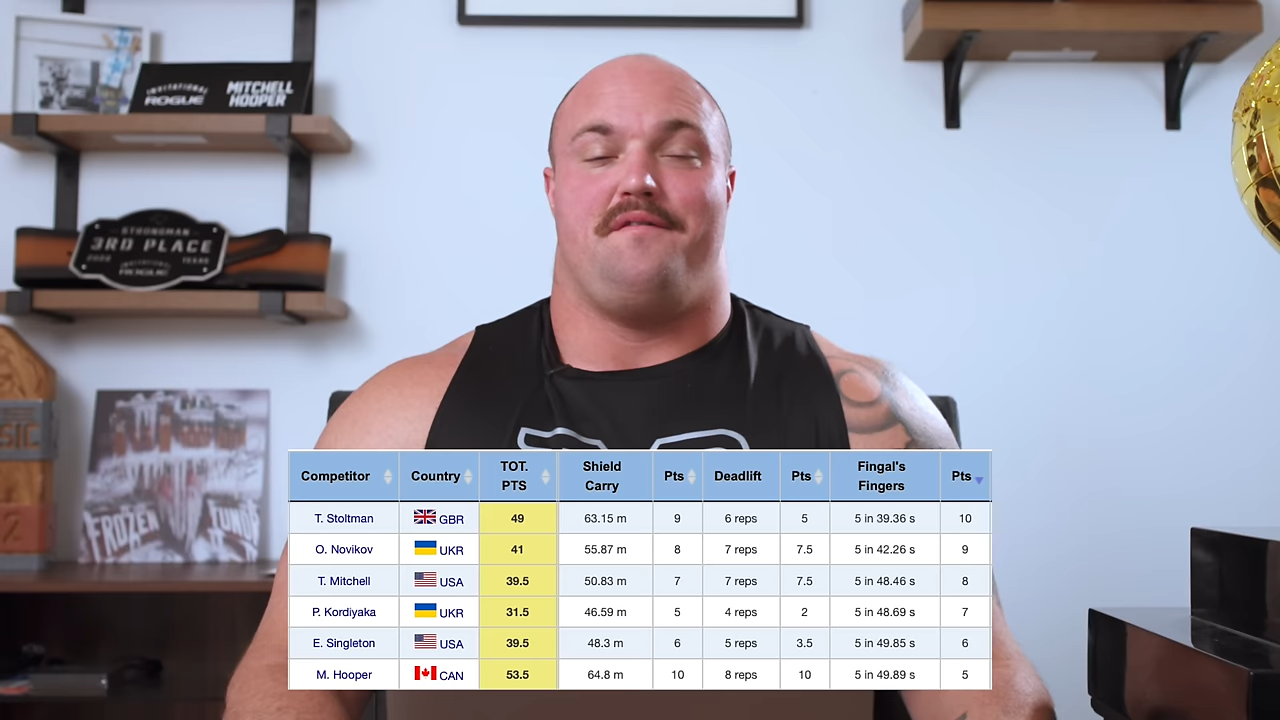 INVITATIONAL
ROGUE
MITCHELL
HOOPER
STRONGMAN
3RD PLACE
2022 TEXAS
INVITATIONAL
ROGUE
SIC
FROZEN
Competitor Country TOT. PTS Shield Carry Pts Deadlift Pts Fingal's Fingers Pts
T. Stoltman GBR 49 63.15 m 9 6 reps 5 5 in 39.36 s 10
O. Novikov UKR 41 55.87 m 8 7 reps 7.5 5 in 42.26 s 9
T. Mitchell USA 39.5 50.83 m 7 7 reps 7.5 5 in 48.46 s 8
P. Kordiyaka UKR 31.5 46.59 m 5 4 reps 2 5 in 48.69 s 7
E. Singleton USA 39.5 48.3 m 6 5 reps 3.5 5 in 49.85 s 6
M. Hooper CAN 53.5 64.8 m 10 8 reps 10 5 in 49.89 s 5